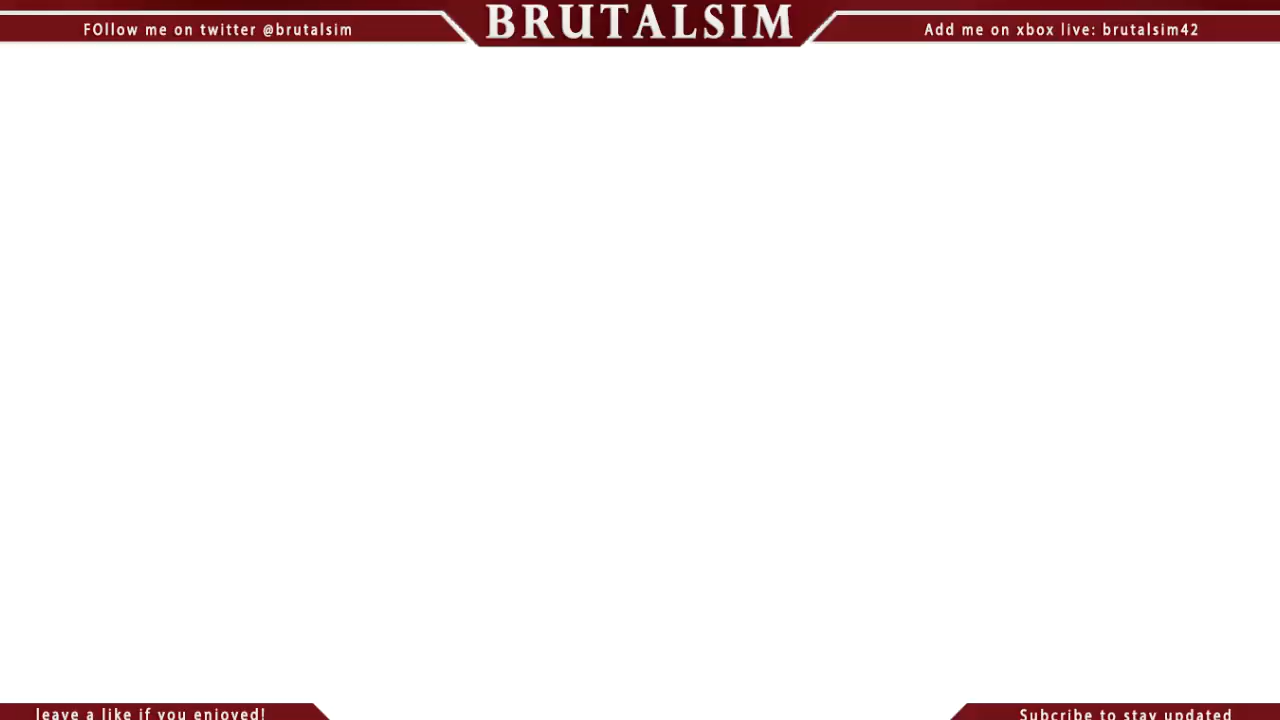 BRUTALSIM
FOllow me on twitter @brutalsim
Add me on xbox live: brutalsim42
leave a like if you enjoyed!
Subcribe to stay updated